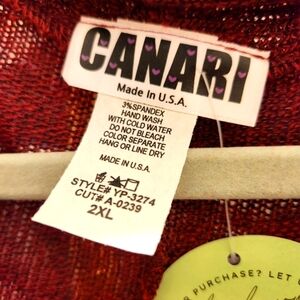 CANARI
Made In U.S.A.
3%SPANDEX
HAND WASH
WITH COLD WATER
DO NOT BLEACH
COLOR SEPARATE
HANG OR LINE DRY
MADE IN U.S.A.
STYLE# YP-3274
CUT# A-0239
2XL
PURCHASE? LET